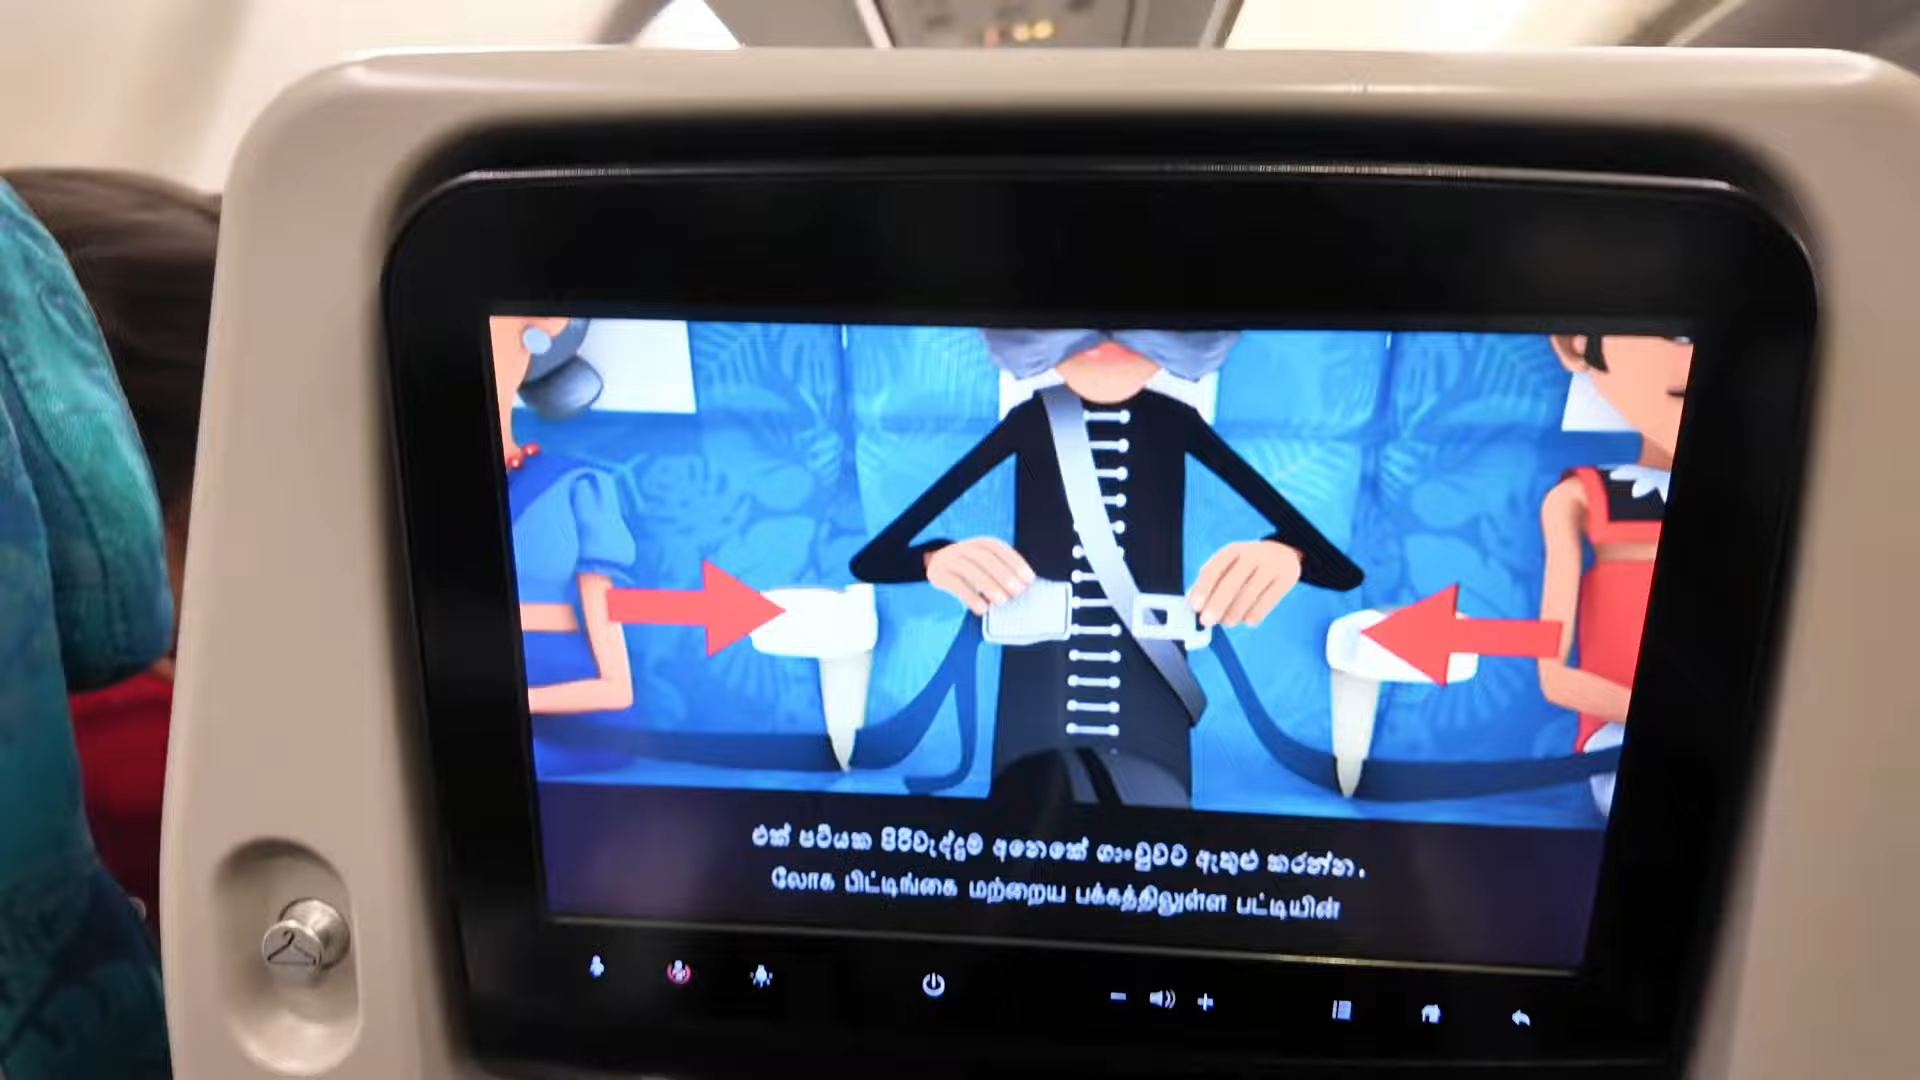 එක් පටියක පිරිවැද්දුම අනෙකේ ගාංචුවට ඇතුළු කරන්න.
லோக பிட்டிங்கை மற்றைய பக்கத்திலுள்ள பட்டியின்